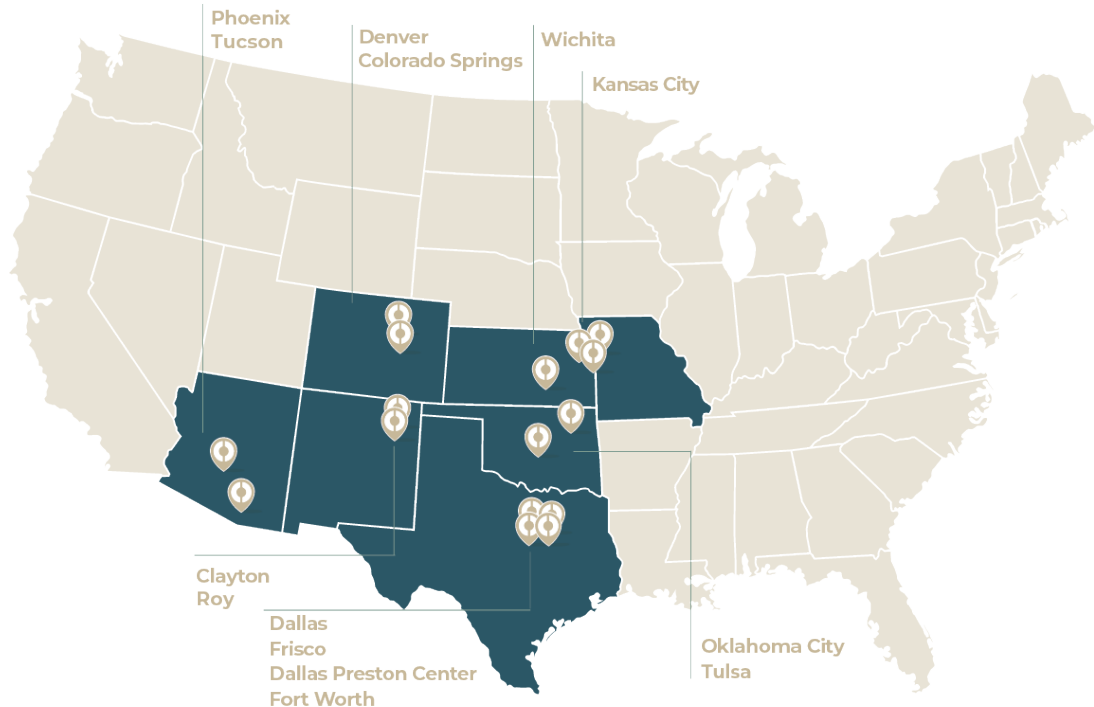 Phoenix
Tucson
Denver
Colorado Springs
Wichita
Kansas City
Clayton
Roy
Dallas
Frisco
Dallas Preston Center
Fort Worth
Oklahoma City
Tulsa